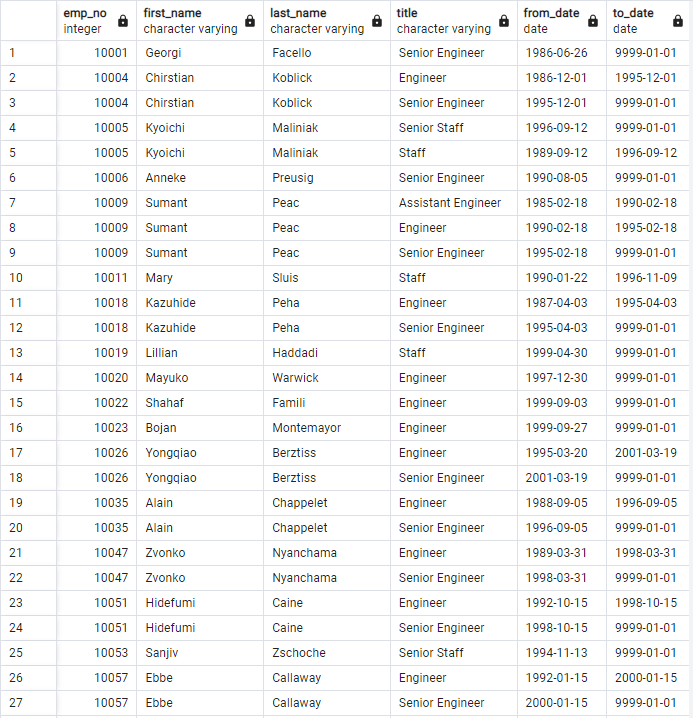 emp_no first_name last_name title from_date to_date
integer character varying character varying character varying date date
1 10001 Georgi Facello Senior Engineer 1986-06-26 9999-01-01
2 10004 Chirstian Koblick Engineer 1986-12-01 1995-12-01
3 10004 Chirstian Koblick Senior Engineer 1995-12-01 9999-01-01
4 10005 Kyoichi Maliniak Senior Staff 1996-09-12 9999-01-01
5 10005 Kyoichi Maliniak Staff 1989-09-12 1996-09-12
6 10006 Anneke Preusig Senior Engineer 1990-08-05 9999-01-01
7 10009 Sumant Peac Assistant Engineer 1985-02-18 1990-02-18
8 10009 Sumant Peac Engineer 1990-02-18 1995-02-18
9 10009 Sumant Peac Senior Engineer 1995-02-18 9999-01-01
10 10011 Mary Sluis Staff 1990-01-22 1996-11-09
11 10018 Kazuhide Peha Engineer 1987-04-03 1995-04-03
12 10018 Kazuhide Peha Senior Engineer 1995-04-03 9999-01-01
13 10019 Lillian Haddadi Staff 1999-04-30 9999-01-01
14 10020 Mayuko Warwick Engineer 1997-12-30 9999-01-01
15 10022 Shahaf Famili Engineer 1999-09-03 9999-01-01
16 10023 Bojan Montemayor Engineer 1999-09-27 9999-01-01
17 10026 Yongqiao Berztiss Engineer 1995-03-20 2001-03-19
18 10026 Yongqiao Berztiss Senior Engineer 2001-03-19 9999-01-01
19 10035 Alain Chappelet Engineer 1988-09-05 1996-09-05
20 10035 Alain Chappelet Senior Engineer 1996-09-05 9999-01-01
21 10047 Zvonko Nyanchama Engineer 1989-03-31 1998-03-31
22 10047 Zvonko Nyanchama Senior Engineer 1998-03-31 9999-01-01
23 10051 Hidefumi Caine Engineer 1992-10-15 1998-10-15
24 10051 Hidefumi Caine Senior Engineer 1998-10-15 9999-01-01
25 10053 Sanjiv Zschoche Senior Staff 1994-11-13 9999-01-01
26 10057 Ebbe Callaway Engineer 1992-01-15 2000-01-15
27 10057 Ebbe Callaway Senior Engineer 2000-01-15 9999-01-01